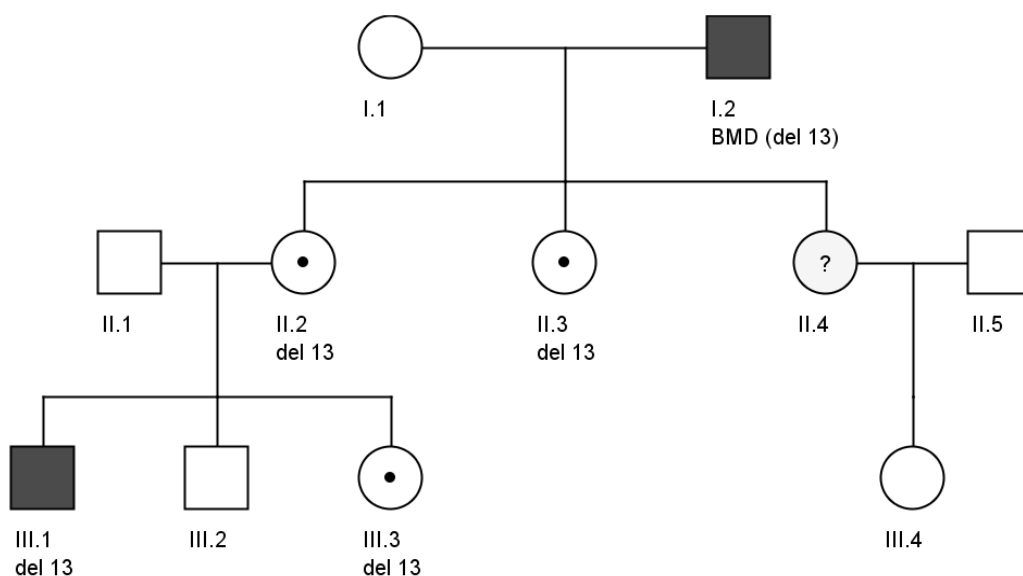 I.1
I.2
BMD (del 13)
?
II.1
II.2
del 13
II.3
del 13
II.4
II.5
III.1
del 13
III.2
III.3
del 13
III.4